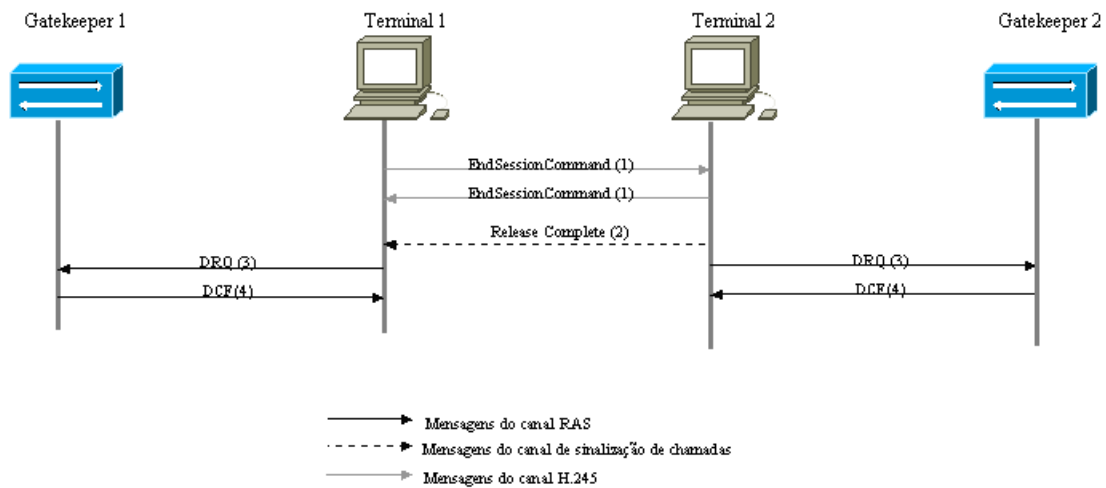 Gatekeeper 1
Terminal 1
Terminal 2
Gatekeeper 2
EndSessionCommand (1)
EndSessionCommand (1)
Release Complete (2)
DRQ (3)
DRQ (3)
DCF(4)
DCF(4)
Mensagens do canal RAS
Mensagens do canal de sinalização de chamadas
Mensagens do canal H.245